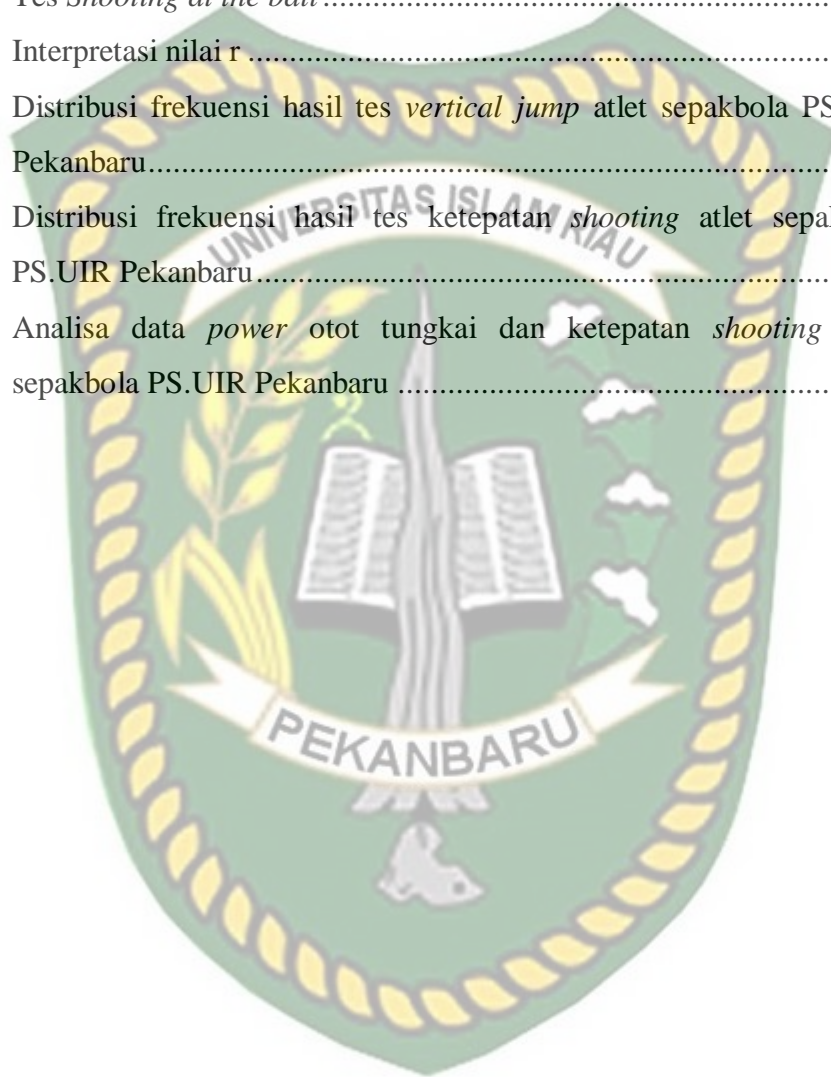 Tes Shooting at the ball ...............................................................................
Interpretasi nilai r ...............................................................................
Distribusi frekuensi hasil tes vertical jump atlet sepakbola PS
Pekanbaru...............................................................................
Distribusi frekuensi hasil tes ketepatan shooting atlet sepak
PS.UIR Pekanbaru...............................................................................
Analisa data power otot tungkai dan ketepatan shooting
sepakbola PS.UIR Pekanbaru ...............................................................................
UNIVERSITAS ISLAM RIAU
PEKANBARU